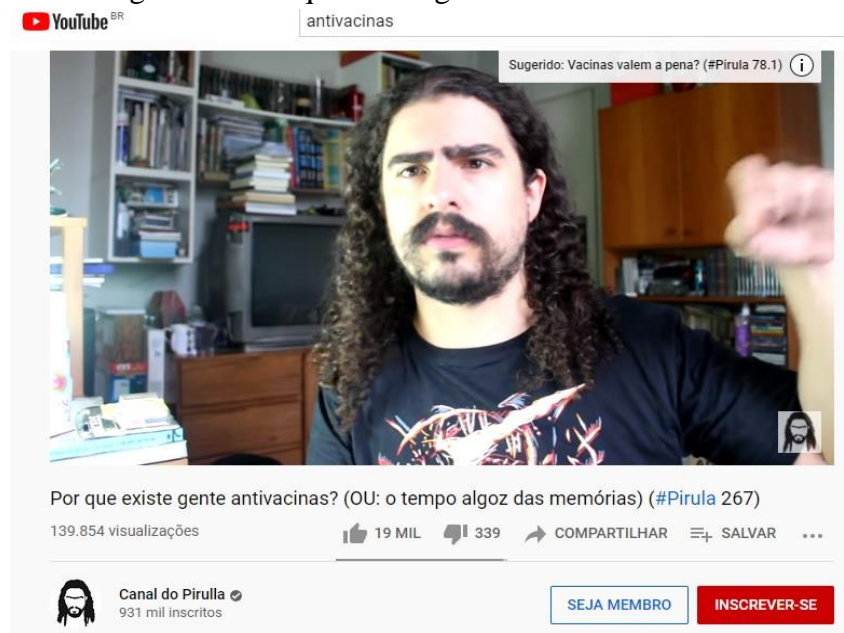 YouTube BR
antivacinas
Sugerido: Vacinas valem a pena? (#Pirula 78.1)
Por que existe gente antivacinas? (OU: o tempo algoz das memórias) (#Pirula 267)
139.854 visualizações
19 MIL
339
COMPARTILHAR
SALVAR
Canal do Pirulla
931 mil inscritos
SEJA MEMBRO
INSCREVER-SE